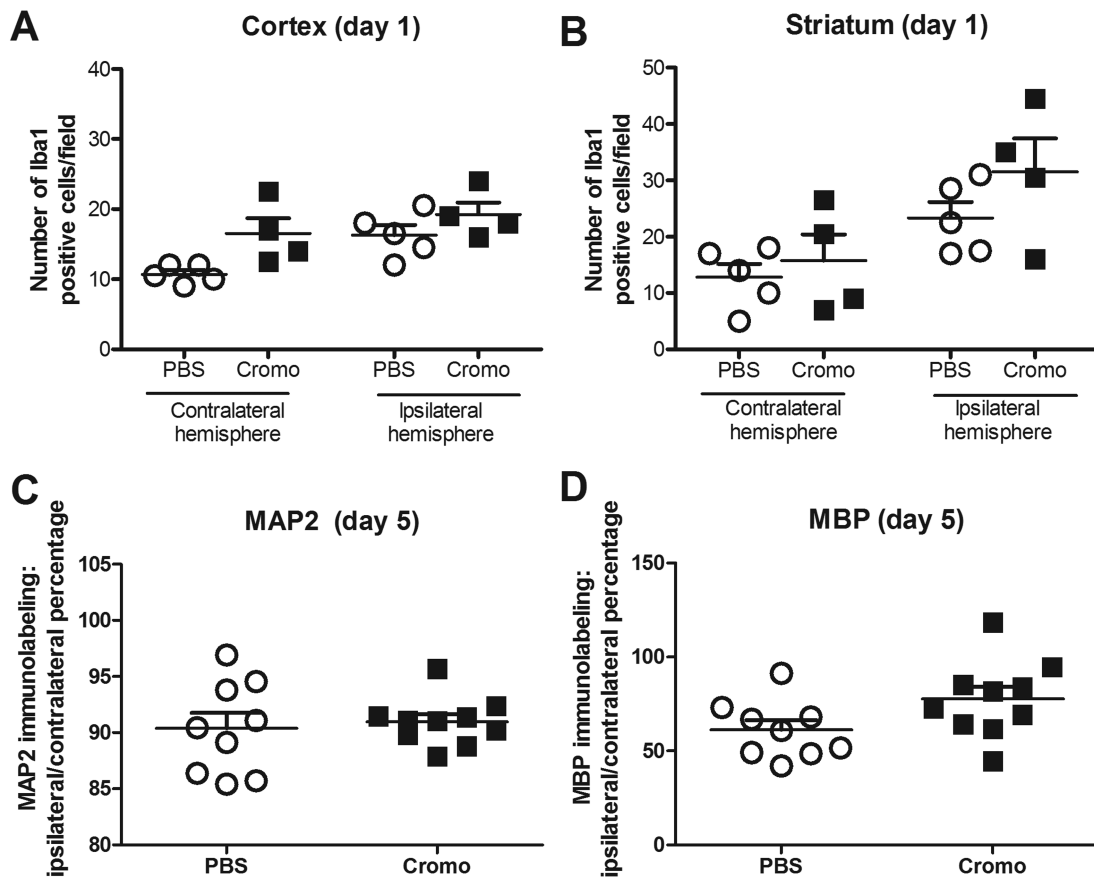 A
Cortex (day 1)
Number of Iba1
positive cells/field
40
30
20
10
0
PBS Cromo PBS Cromo
Contralateral Ipsilateral
hemisphere hemisphere
B
Striatum (day 1)
Number of Iba1
positive cells/field
50
40
30
20
10
0
PBS Cromo PBS Cromo
Contralateral Ipsilateral
hemisphere hemisphere
C
MAP2 (day 5)
MAP2 immunolabeling:
ipsilateral/contralateral percentage
105
100
95
90
85
80
PBS Cromo
D
MBP (day 5)
MBP immunolabeling:
ipsilateral/contralateral percentage
150
100
50
0
PBS Cromo